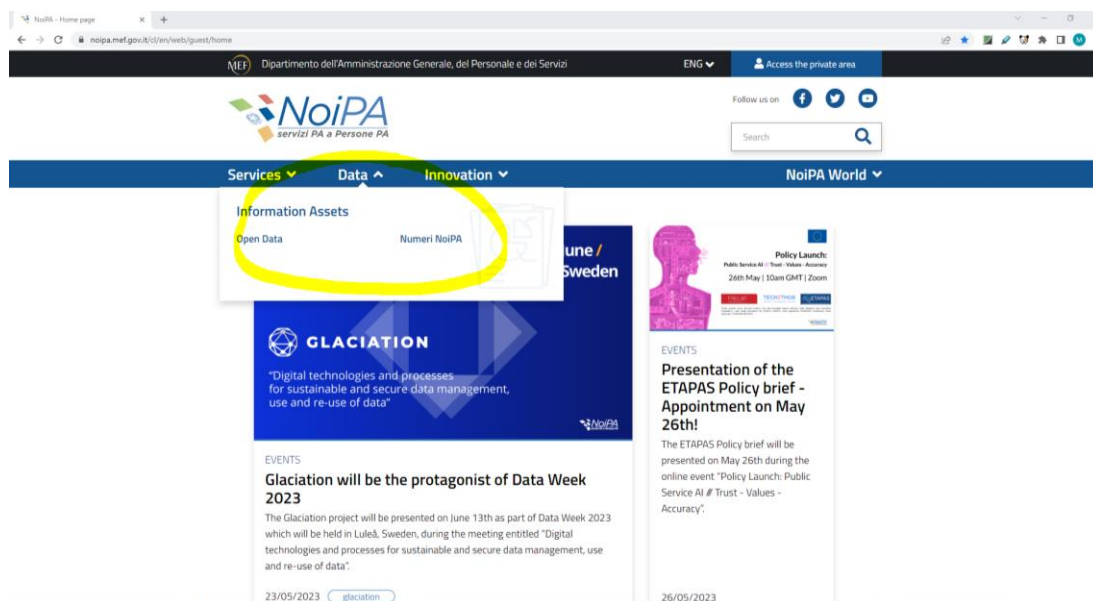 NoiPA - Home page
noipa.mef.gov.it/cl/en/web/guest/home
MEF
Dipartimento dell'Amministrazione Generale, del Personale e dei Servizi
ENG
Access the private area
NoiPA
servizi PA a Persone PA
Follow us on
Search
Services
Data
Innovation
NoiPA World
Information Assets
Open Data
Numeri NoiPA
une /
Sweden
GLACIATION
"Digital technologies and processes
for sustainable and secure data management,
use and re-use of data"
NoiPA
EVENTS
Glaciation will be the protagonist of Data Week
2023
The Glaciation project will be presented on June 13th as part of Data Week 2023
which will be held in Luleå, Sweden, during the meeting entitled "Digital
technologies and processes for sustainable and secure data management, use
and re-use of data".
23/05/2023
glaciation
Policy Launch:
Public Service AI // Trust - Values - Accuracy
26th May | 10am GMT | Zoom
TECHETHOS
ETAPAS
EVENTS
Presentation of the
ETAPAS Policy brief -
Appointment on May
26th!
The ETAPAS Policy brief will be
presented on May 26th during the
online event "Policy Launch: Public
Service AI // Trust - Values -
Accuracy".
26/05/2023